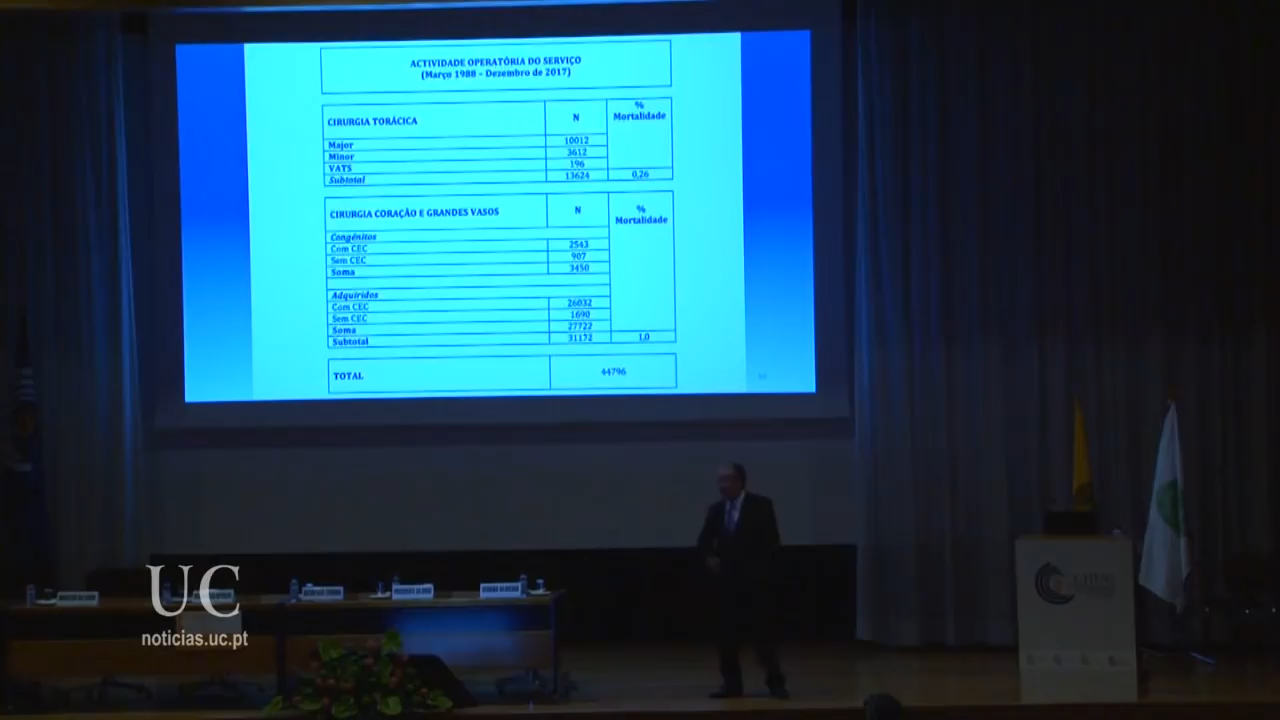 ACTIVIDADE OPERATÓRIA DO SERVIÇO
(Março 1988 – Dezembro de 2017)
CIRURGIA TORÁCICA N % Mortalidade
Major 10012
Minor 3612
VATS 196
Subtotal 13624 0,26
CIRURGIA CORAÇÃO E GRANDES VASOS N % Mortalidade
Congénitos
Com CEC 2543
Sem CEC 907
Soma 3450
Adquiridos
Com CEC 26032
Sem CEC 1690
Soma 27722
Subtotal 31172 1,0
TOTAL 44796
UC
noticias.uc.pt
CHUC